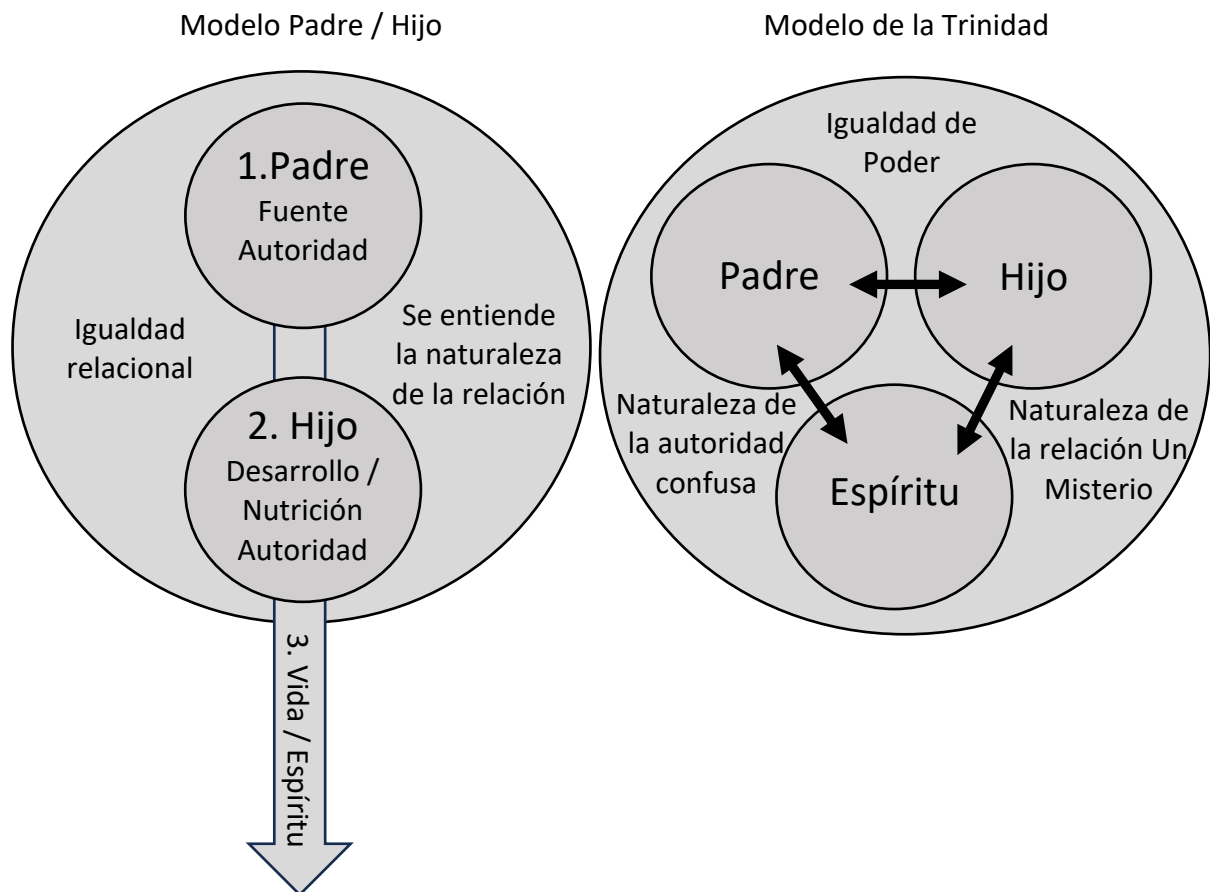 Modelo Padre / Hijo
1.Padre
Fuente
Autoridad
Igualdad
relacional
Se entiende
la naturaleza
de la relación
2. Hijo
Desarrollo /
Nutrición
Autoridad
3. Vida / Espíritu
Modelo de la Trinidad
Igualdad de
Poder
Padre
Hijo
Naturaleza de
la autoridad
confusa
Naturaleza de
la relación Un
Misterio
Espíritu